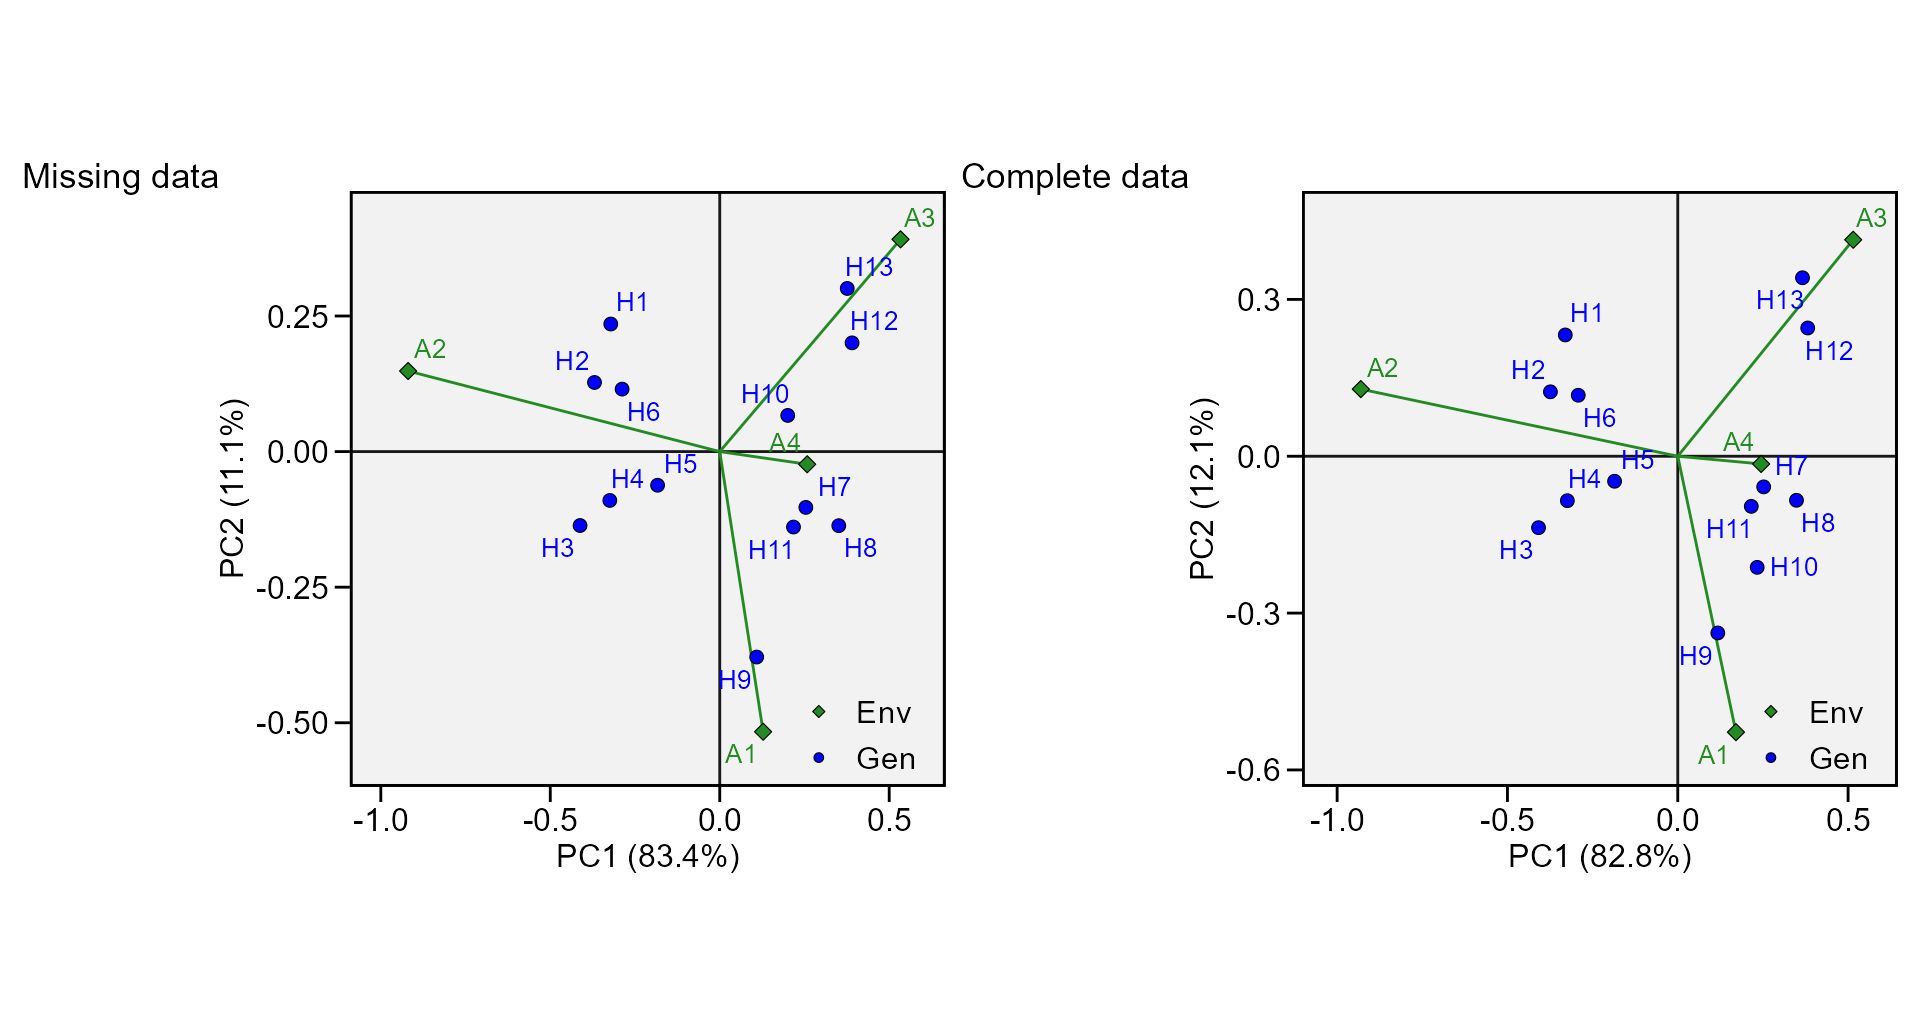 Missing data
A3
H13
H1
0.25
H12
A2
H2
H10
H6
A4
0.00
H5
H4
H7
H3
H11
H8
-0.25
H9
-0.50
Env
A1
Gen
-1.0
-0.5
0.0
0.5
PC1 (83.4%)
PC2 (11.1%)
Complete data
A3
0.3
H13
H1
H12
A2
H2
H6
A4
0.0
H5
H7
H4
H11
H8
H3
H10
-0.3
H9
Env
A1
Gen
-0.6
-1.0
-0.5
0.0
0.5
PC1 (82.8%)
PC2 (12.1%)